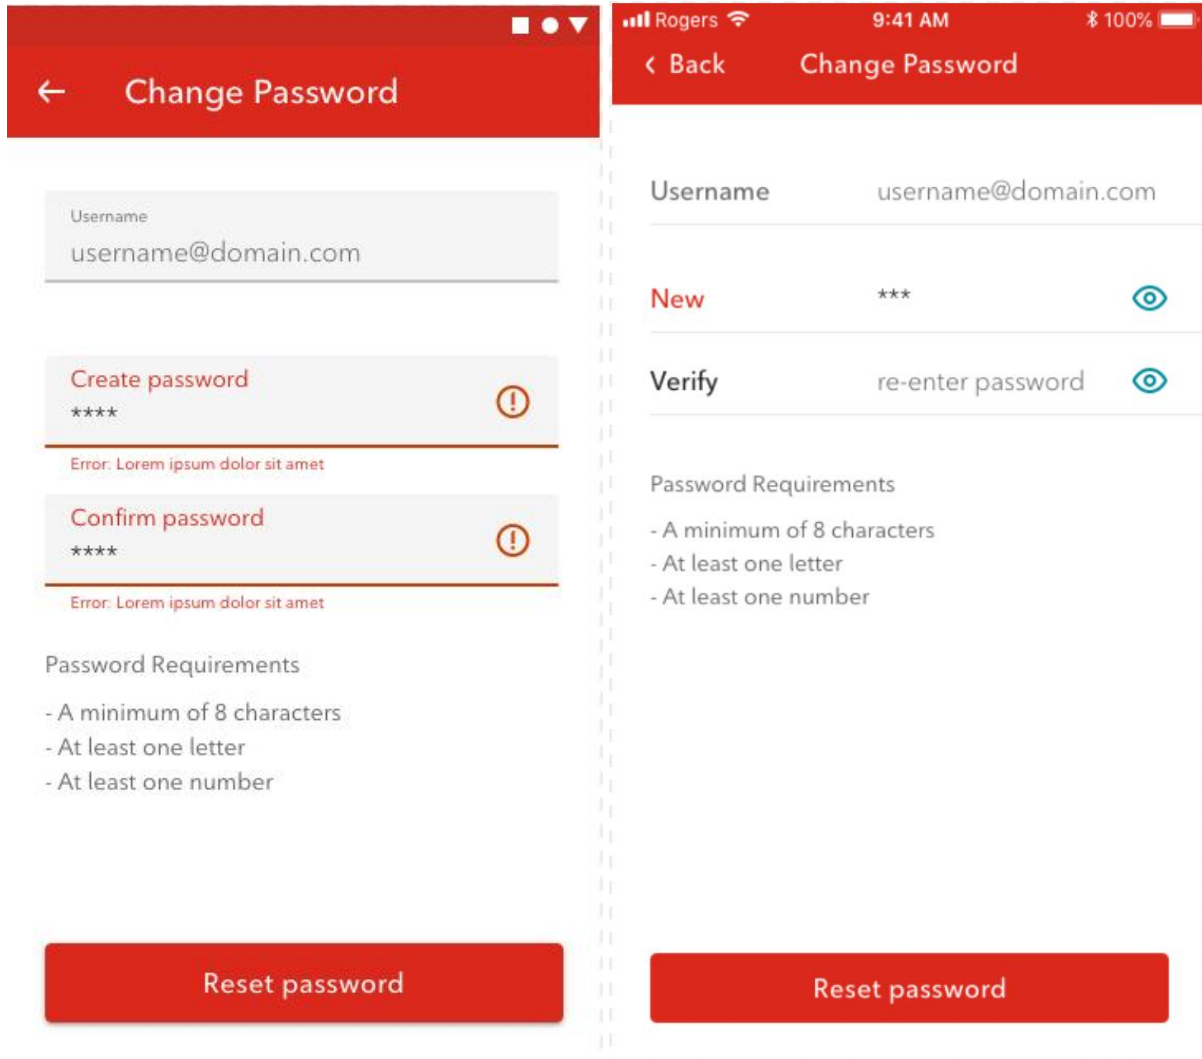 Change Password
Username
username@domain.com
Create password
****
Error: Lorem ipsum dolor sit amet
Confirm password
****
Error: Lorem ipsum dolor sit amet
Password Requirements
- A minimum of 8 characters
- At least one letter
- At least one number
Reset password
Rogers 9:41 AM 100%
Back Change Password
Username username@domain.com
New ***
Verify re-enter password
Password Requirements
- A minimum of 8 characters
- At least one letter
- At least one number
Reset password